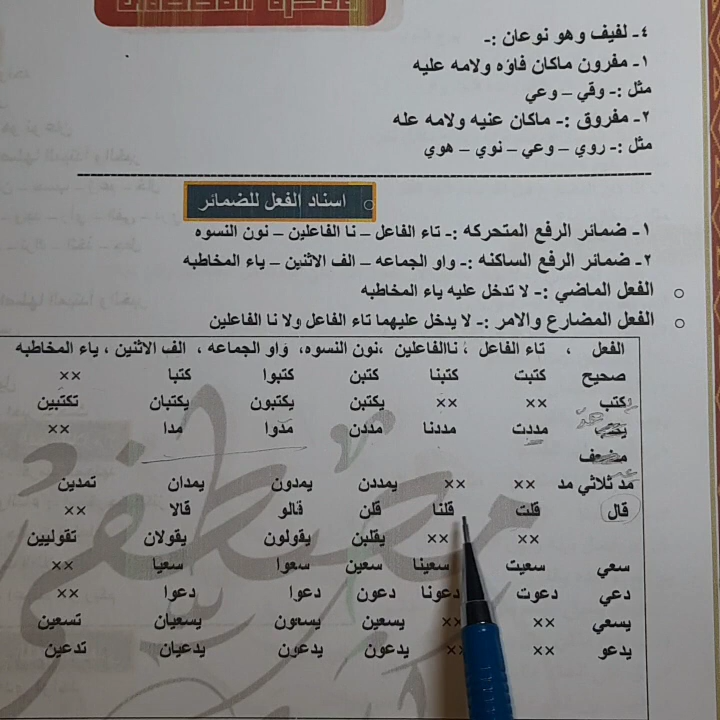 ٤- لفيف وهو نوعان :-
١- مفرون ماكان فاؤه ولامه عليه
مثل :- وقي – وعي
٢- مفروق :- ماكان عنيه ولامه عله
مثل :- روي – وعي – نوي – هوي
اسناد الفعل للضمائر
١- ضمائر الرفع المتحركه :- تاء الفاعل – نا الفاعلين – نون النسوه
٢- ضمائر الرفع الساكنه :- واو الجماعه – الف الاثنين – ياء المخاطبه
الفعل الماضي :- لا تدخل عليه ياء المخاطبه
الفعل المضارع والامر :- لا يدخل عليهما تاء الفاعل ولا نا الفاعلين
الفعل ، تاء الفاعل ، ناالفاعلين ،نون النسوه، واو الجماعه ، الف الاثنين ، ياء المخاطبه
صحيح كتبت كتبنا كتبن كتبوا كتبا ××
كتب ×× ×× يكتبن يكتبون يكتبان تكتبين
مددت مددنا مددن مدوا مدا ××
مضعف
مد ثلاثي مد ×× ×× يمددن يمدون يمدان تمدين
قال قلت قلنا قلن قالو قالا ××
×× ×× يقلبن يقولون يقولان تقوليين
سعي سعيت سعينا سعين سعوا سعيا ××
دعي دعوت دعونا دعون دعوا دعوا ××
يسعي ×× ×× يسعين يسعون يسعيان تسعين
يدعو ×× ×× يدعون يدعون يدعيان تدعين